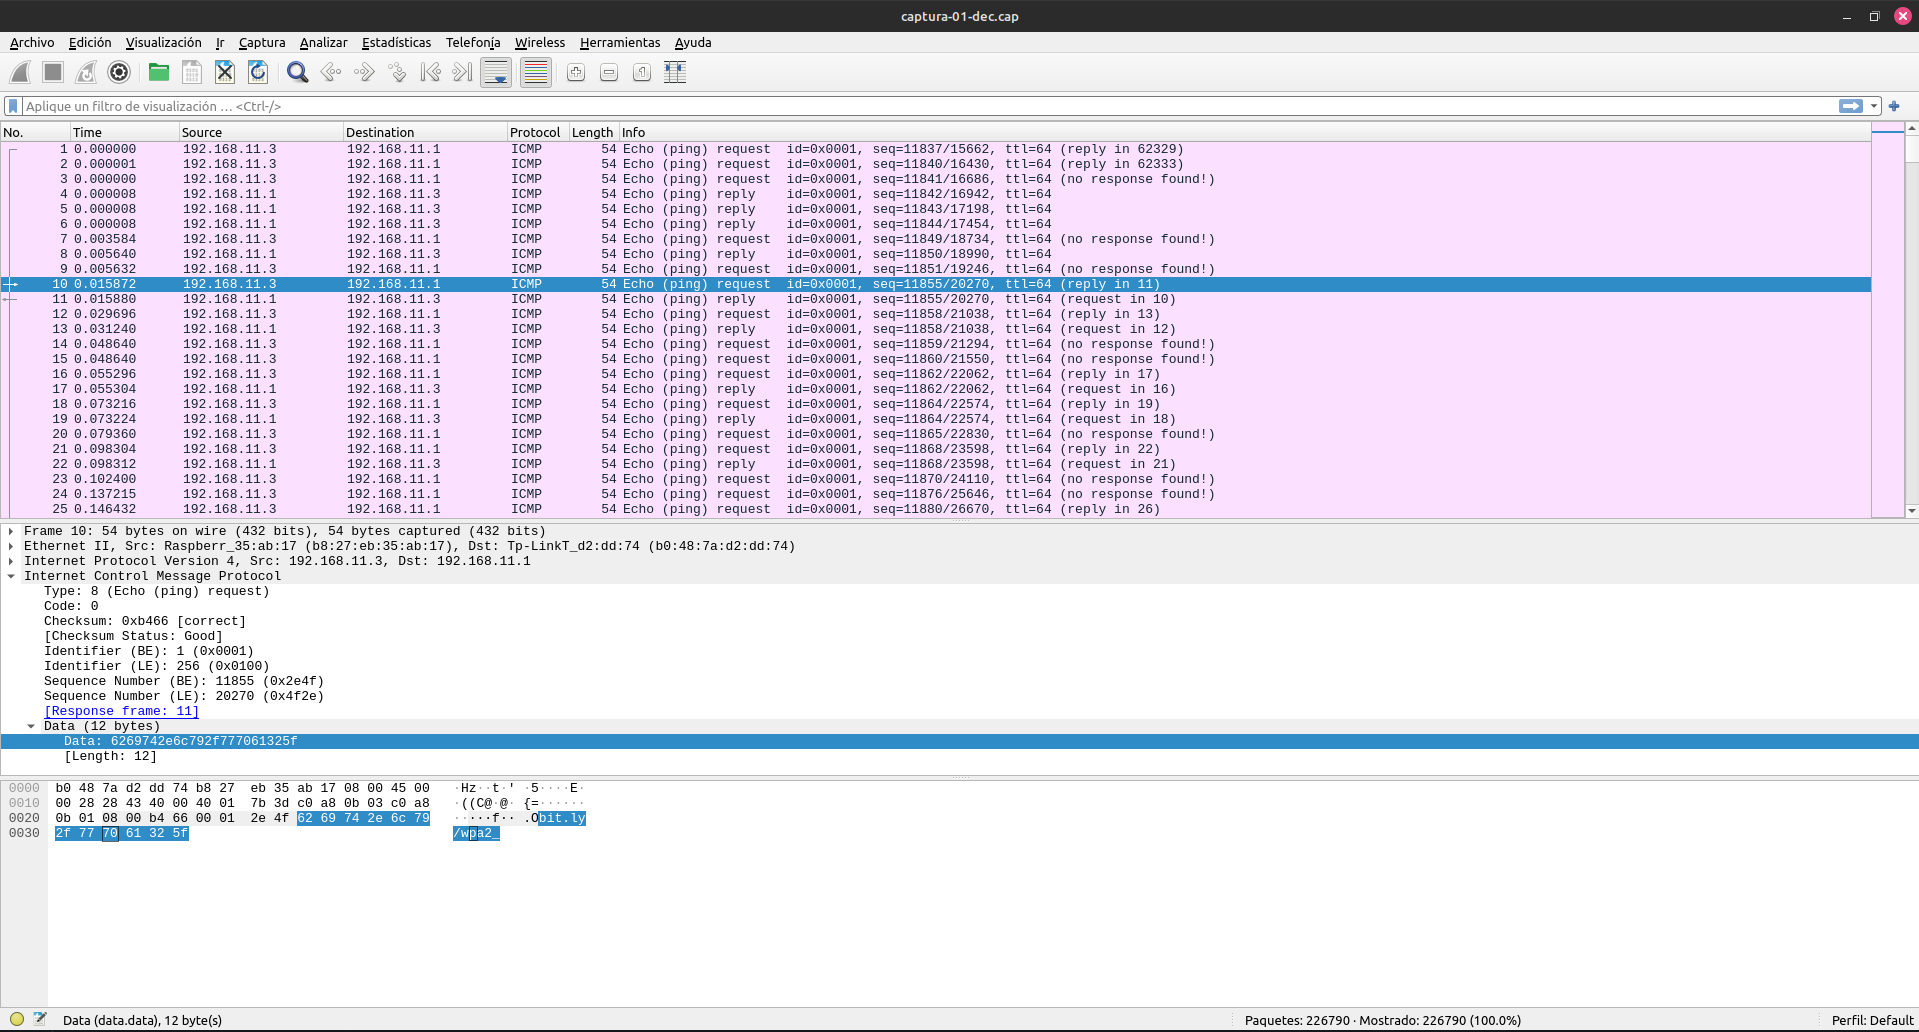 captura-01-dec.cap
Archivo Edición Visualización Ir Captura Analizar Estadísticas Telefonía Wireless Herramientas Ayuda
Aplique un filtro de visualización … <Ctrl-/>
No. Time Source Destination Protocol Length Info
1 0.000000 192.168.11.3 192.168.11.1 ICMP 54 Echo (ping) request id=0x0001, seq=11837/15662, ttl=64 (reply in 62329)
2 0.000001 192.168.11.3 192.168.11.1 ICMP 54 Echo (ping) request id=0x0001, seq=11840/16430, ttl=64 (reply in 62333)
3 0.000000 192.168.11.3 192.168.11.1 ICMP 54 Echo (ping) request id=0x0001, seq=11841/16686, ttl=64 (no response found!)
4 0.000008 192.168.11.1 192.168.11.3 ICMP 54 Echo (ping) reply id=0x0001, seq=11842/16942, ttl=64
5 0.000008 192.168.11.1 192.168.11.3 ICMP 54 Echo (ping) reply id=0x0001, seq=11843/17198, ttl=64
6 0.000008 192.168.11.1 192.168.11.3 ICMP 54 Echo (ping) reply id=0x0001, seq=11844/17454, ttl=64
7 0.003584 192.168.11.3 192.168.11.1 ICMP 54 Echo (ping) request id=0x0001, seq=11849/18734, ttl=64 (no response found!)
8 0.005640 192.168.11.1 192.168.11.3 ICMP 54 Echo (ping) reply id=0x0001, seq=11850/18990, ttl=64
9 0.005632 192.168.11.3 192.168.11.1 ICMP 54 Echo (ping) request id=0x0001, seq=11851/19246, ttl=64 (no response found!)
10 0.015872 192.168.11.3 192.168.11.1 ICMP 54 Echo (ping) request id=0x0001, seq=11855/20270, ttl=64 (reply in 11)
11 0.015880 192.168.11.1 192.168.11.3 ICMP 54 Echo (ping) reply id=0x0001, seq=11855/20270, ttl=64 (request in 10)
12 0.029696 192.168.11.3 192.168.11.1 ICMP 54 Echo (ping) request id=0x0001, seq=11858/21038, ttl=64 (reply in 13)
13 0.031240 192.168.11.1 192.168.11.3 ICMP 54 Echo (ping) reply id=0x0001, seq=11858/21038, ttl=64 (request in 12)
14 0.048640 192.168.11.3 192.168.11.1 ICMP 54 Echo (ping) request id=0x0001, seq=11859/21294, ttl=64 (no response found!)
15 0.048640 192.168.11.3 192.168.11.1 ICMP 54 Echo (ping) request id=0x0001, seq=11860/21550, ttl=64 (no response found!)
16 0.055296 192.168.11.3 192.168.11.1 ICMP 54 Echo (ping) request id=0x0001, seq=11862/22062, ttl=64 (reply in 17)
17 0.055304 192.168.11.1 192.168.11.3 ICMP 54 Echo (ping) reply id=0x0001, seq=11862/22062, ttl=64 (request in 16)
18 0.073216 192.168.11.3 192.168.11.1 ICMP 54 Echo (ping) request id=0x0001, seq=11864/22574, ttl=64 (reply in 19)
19 0.073224 192.168.11.1 192.168.11.3 ICMP 54 Echo (ping) reply id=0x0001, seq=11864/22574, ttl=64 (request in 18)
20 0.079360 192.168.11.3 192.168.11.1 ICMP 54 Echo (ping) request id=0x0001, seq=11865/22830, ttl=64 (no response found!)
21 0.098304 192.168.11.3 192.168.11.1 ICMP 54 Echo (ping) request id=0x0001, seq=11868/23598, ttl=64 (reply in 22)
22 0.098312 192.168.11.1 192.168.11.3 ICMP 54 Echo (ping) reply id=0x0001, seq=11868/23598, ttl=64 (request in 21)
23 0.102400 192.168.11.3 192.168.11.1 ICMP 54 Echo (ping) request id=0x0001, seq=11870/24110, ttl=64 (no response found!)
24 0.137215 192.168.11.3 192.168.11.1 ICMP 54 Echo (ping) request id=0x0001, seq=11876/25646, ttl=64 (no response found!)
25 0.146432 192.168.11.3 192.168.11.1 ICMP 54 Echo (ping) request id=0x0001, seq=11880/26670, ttl=64 (reply in 26)
Frame 10: 54 bytes on wire (432 bits), 54 bytes captured (432 bits)
Ethernet II, Src: Raspberr_35:ab:17 (b8:27:eb:35:ab:17), Dst: Tp-LinkT_d2:dd:74 (b0:48:7a:d2:dd:74)
Internet Protocol Version 4, Src: 192.168.11.3, Dst: 192.168.11.1
Internet Control Message Protocol
Type: 8 (Echo (ping) request)
Code: 0
Checksum: 0xb466 [correct]
[Checksum Status: Good]
Identifier (BE): 1 (0x0001)
Identifier (LE): 256 (0x0100)
Sequence Number (BE): 11855 (0x2e4f)
Sequence Number (LE): 20270 (0x4f2e)
[Response frame: 11]
Data (12 bytes)
Data: 6269742e6c792f777061325f
[Length: 12]
0000 b0 48 7a d2 dd 74 b8 27 eb 35 ab 17 08 00 45 00 ·Hz··t·' ·5····E·
0010 00 28 28 43 40 00 40 01 7b 3d c0 a8 0b 03 c0 a8 ·((C@·@· {=······
0020 0b 01 08 00 b4 66 00 01 2e 4f 62 69 74 2e 6c 79 ·····f·· .Obit.ly
0030 2f 77 70 61 32 5f /wpa2_
Data (data.data), 12 byte(s) Paquetes: 226790 · Mostrado: 226790 (100.0%) Perfil: Default